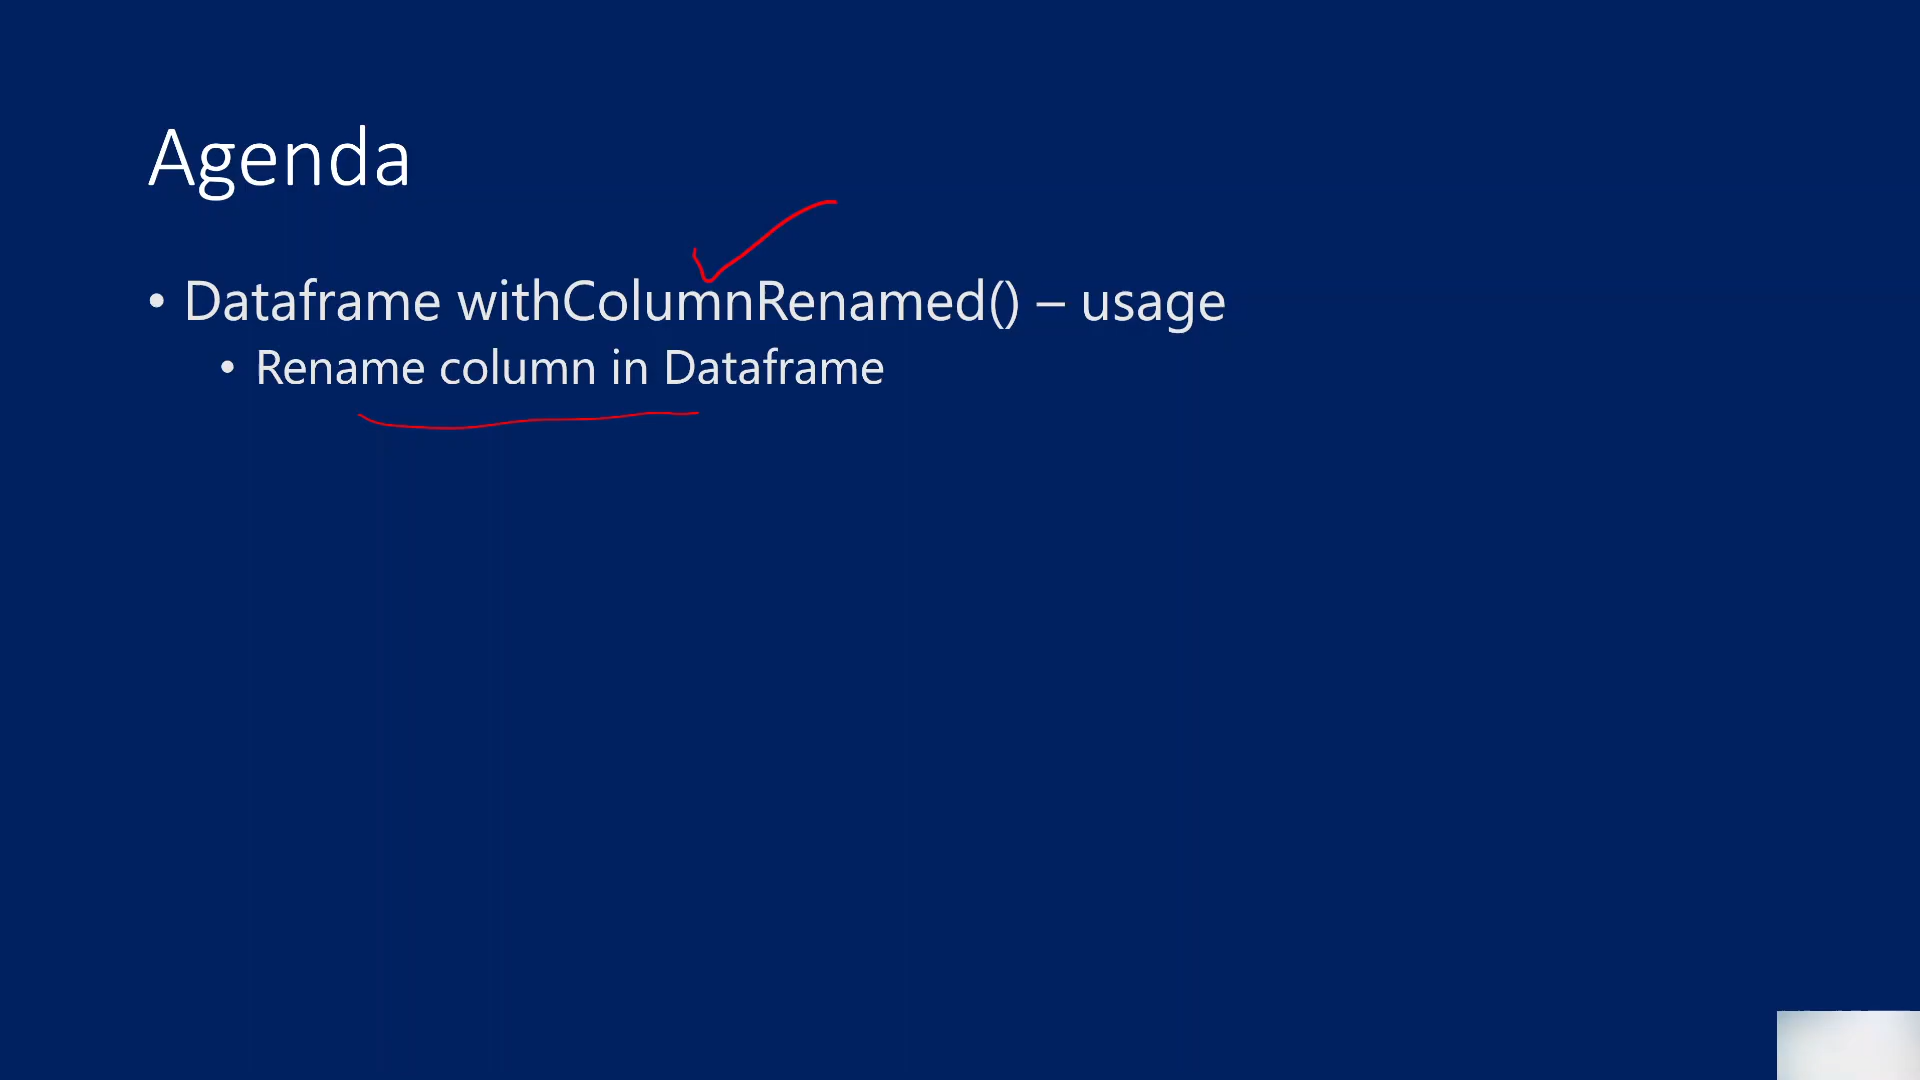 Agenda
• Dataframe withColumnRenamed() – usage
• Rename column in Dataframe